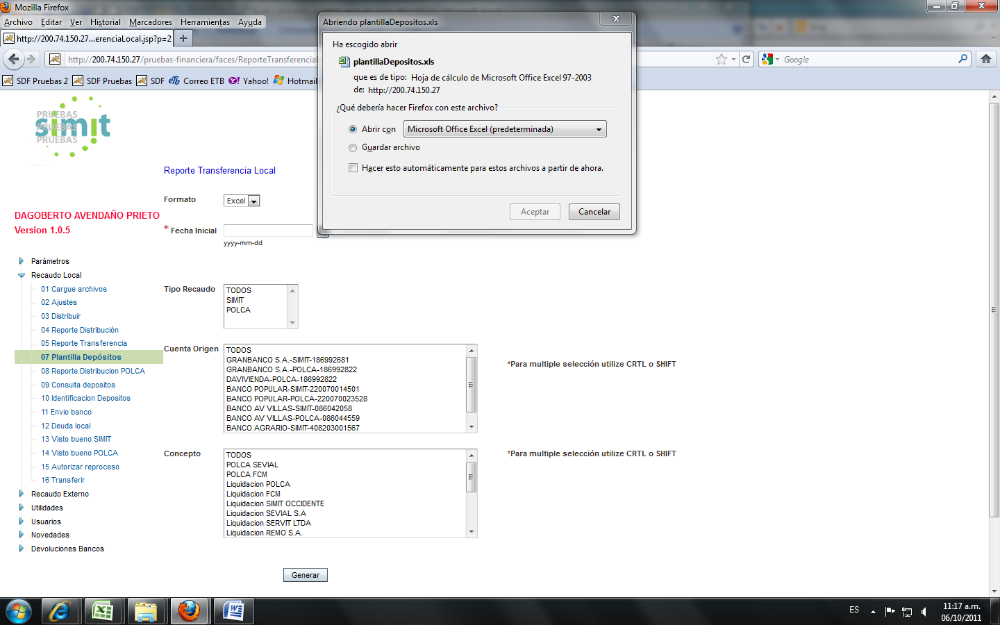 Mozilla Firefox
Archivo Editar Ver Historial Marcadores Herramientas Ayuda
http://200.74.150.27...erenciaLocal.jsp?p=2
http://200.74.150.27/pruebas-financiera/faces/ReporteTransferencia
Google
SDF Pruebas 2 SDF Pruebas SDF Correo ETB Yahoo! Hotmail
Abriendo plantillaDepositos.xls
Ha escogido abrir
plantillaDepositos.xls
que es de tipo: Hoja de cálculo de Microsoft Office Excel 97-2003
de: http://200.74.150.27
¿Qué debería hacer Firefox con este archivo?
Abrir con Microsoft Office Excel (predeterminada)
Guardar archivo
Hacer esto automáticamente para estos archivos a partir de ahora.
Aceptar Cancelar
PRUEBAS
simit
PRUEBAS
PRUEBAS
DAGOBERTO AVENDAÑO PRIETO
Version 1.0.5
Parámetros
Recaudo Local
01 Cargue archivos
02 Ajustes
03 Distribuir
04 Reporte Distribución
05 Reporte Transferencia
07 Plantilla Depósitos
08 Reporte Distribucion POLCA
09 Consulta depositos
10 Identificacion Depositos
11 Envio banco
12 Deuda local
13 Visto bueno SIMIT
14 Visto bueno POLCA
15 Autorizar reproceso
16 Transferir
Recaudo Externo
Utilidades
Usuarios
Novedades
Devoluciones Bancos
Reporte Transferencia Local
Formato Excel
* Fecha Inicial
yyyy-mm-dd
Tipo Recaudo
TODOS
SIMIT
POLCA
Cuenta Origen
TODOS
GRANBANCO S.A.-SIMIT-186992681
GRANBANCO S.A.-POLCA-186992822
DAVIVIENDA-POLCA-186992822
BANCO POPULAR-SIMIT-220070014501
BANCO POPULAR-POLCA-220070023528
BANCO AV VILLAS-SIMIT-086042058
BANCO AV VILLAS-POLCA-086044559
BANCO AGRARIO-SIMIT-408203001567
*Para multiple selección utilize CRTL o SHIFT
Concepto
TODOS
POLCA SEVIAL
POLCA FCM
Liquidacion POLCA
Liquidacion FCM
Liquidacion SIMIT OCCIDENTE
Liquidacion SEVIAL S.A
Liquidacion SERVIT LTDA
Liquidacion REMO S.A.
*Para multiple selección utilize CRTL o SHIFT
Generar
ES
11:17 a.m.
06/10/2011